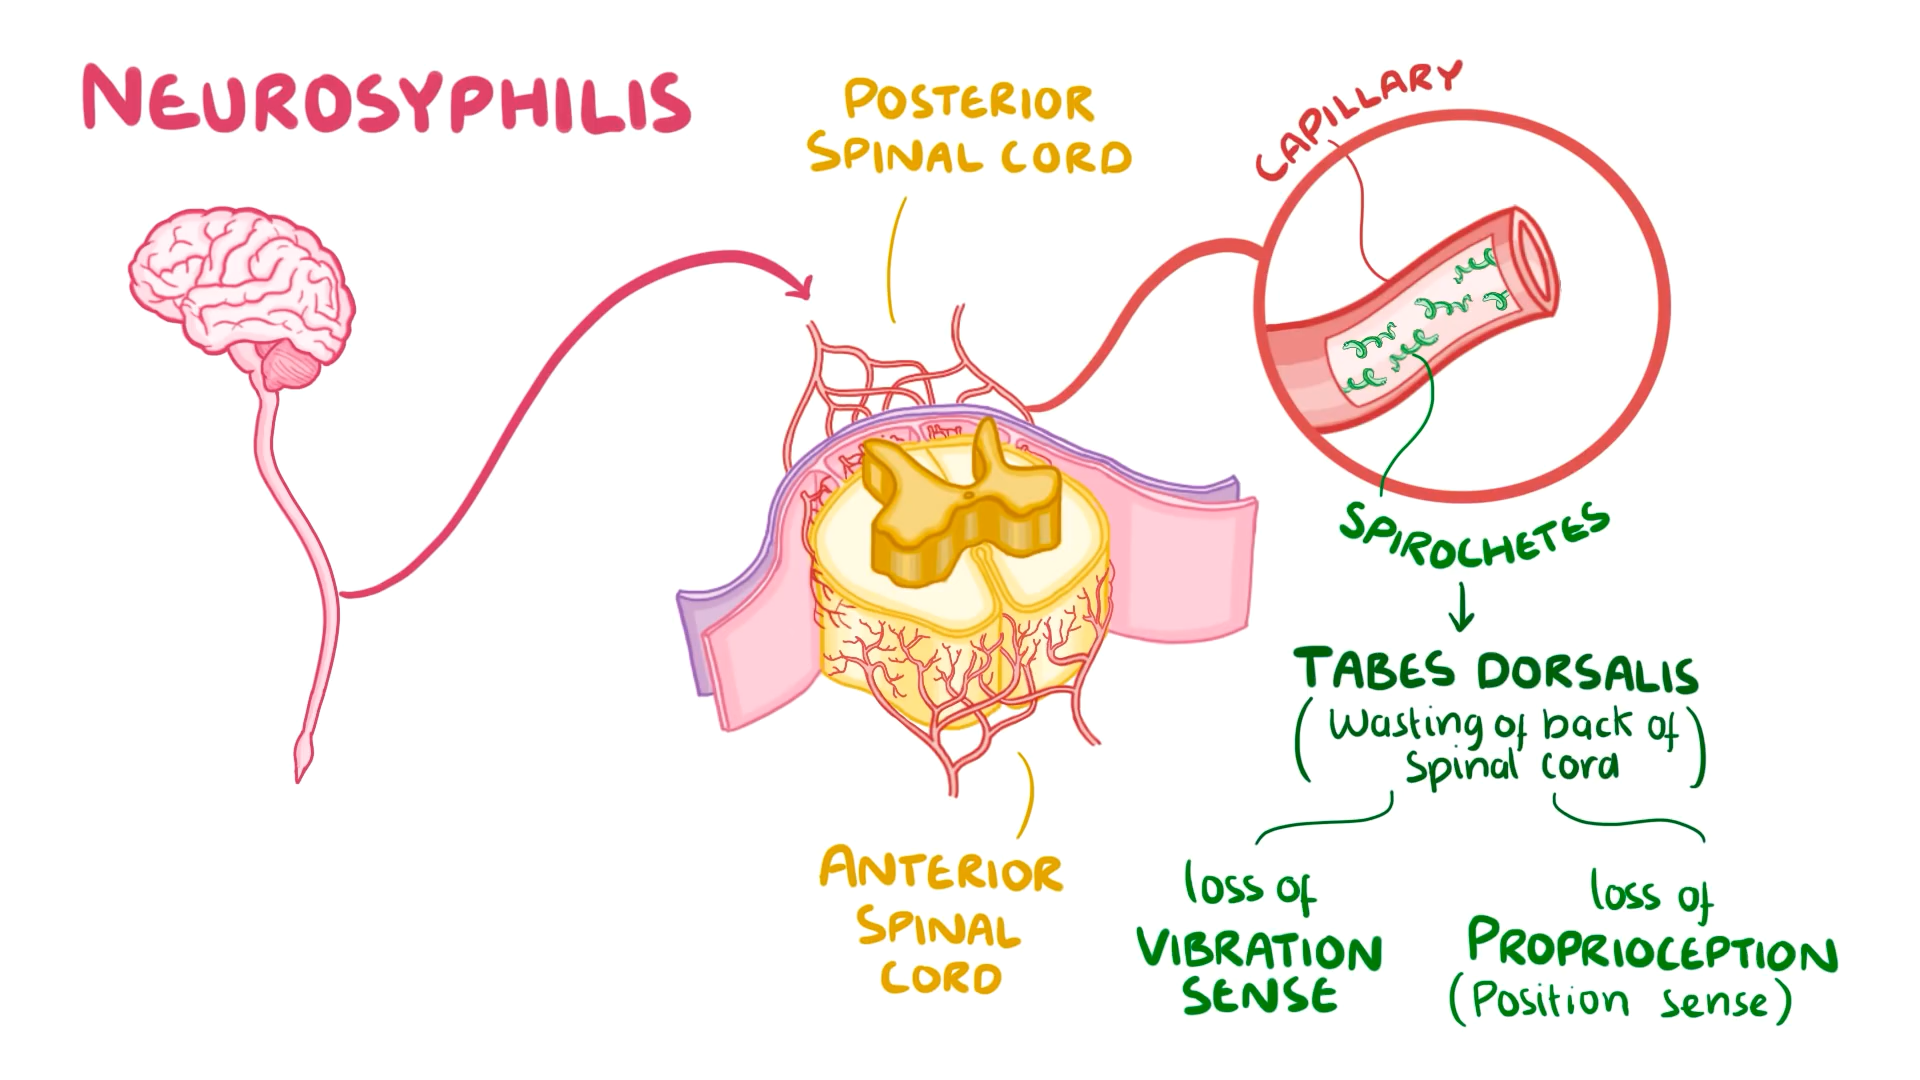 NEUROSYPHILIS
POSTERIOR
SPINAL CORD
CAPILLARY
SPIROCHETES
TABES DORSALIS
(Wasting of back of
Spinal cord)
loss of
VIBRATION
SENSE
loss of
PROPRIOCEPTION
(Position sense)
ANTERIOR
SPINAL
CORD